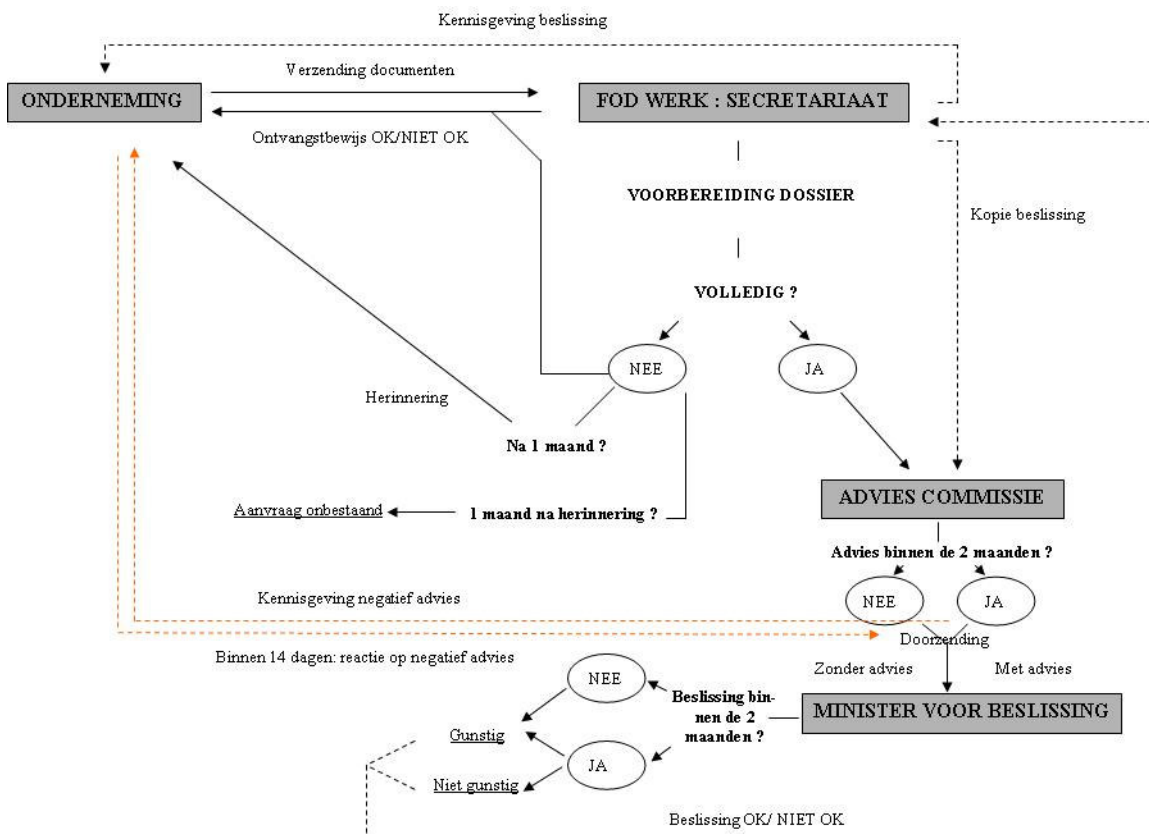 Kennisgeving beslissing
Verzending documenten
ONDERNEMING
FOD WERK : SECRETARIAAT
Ontvangstbewijs OK/NIET OK
VOORBEREIDING DOSSIER
Kopie beslissing
VOLLEDIG ?
NEE
JA
Herinnering
Na 1 maand ?
ADVIES COMMISSIE
Aanvraag onbestaand
1 maand na herinnering ?
Advies binnen de 2 maanden ?
Kennisgeving negatief advies
NEE
JA
Doorzending
Binnen 14 dagen: reactie op negatief advies
Zonder advies
Met advies
NEE
Beslissing bin-
nen de 2
maanden ?
MINISTER VOOR BESLISSING
Gunstig
JA
Niet gunstig
Beslissing OK/ NIET OK